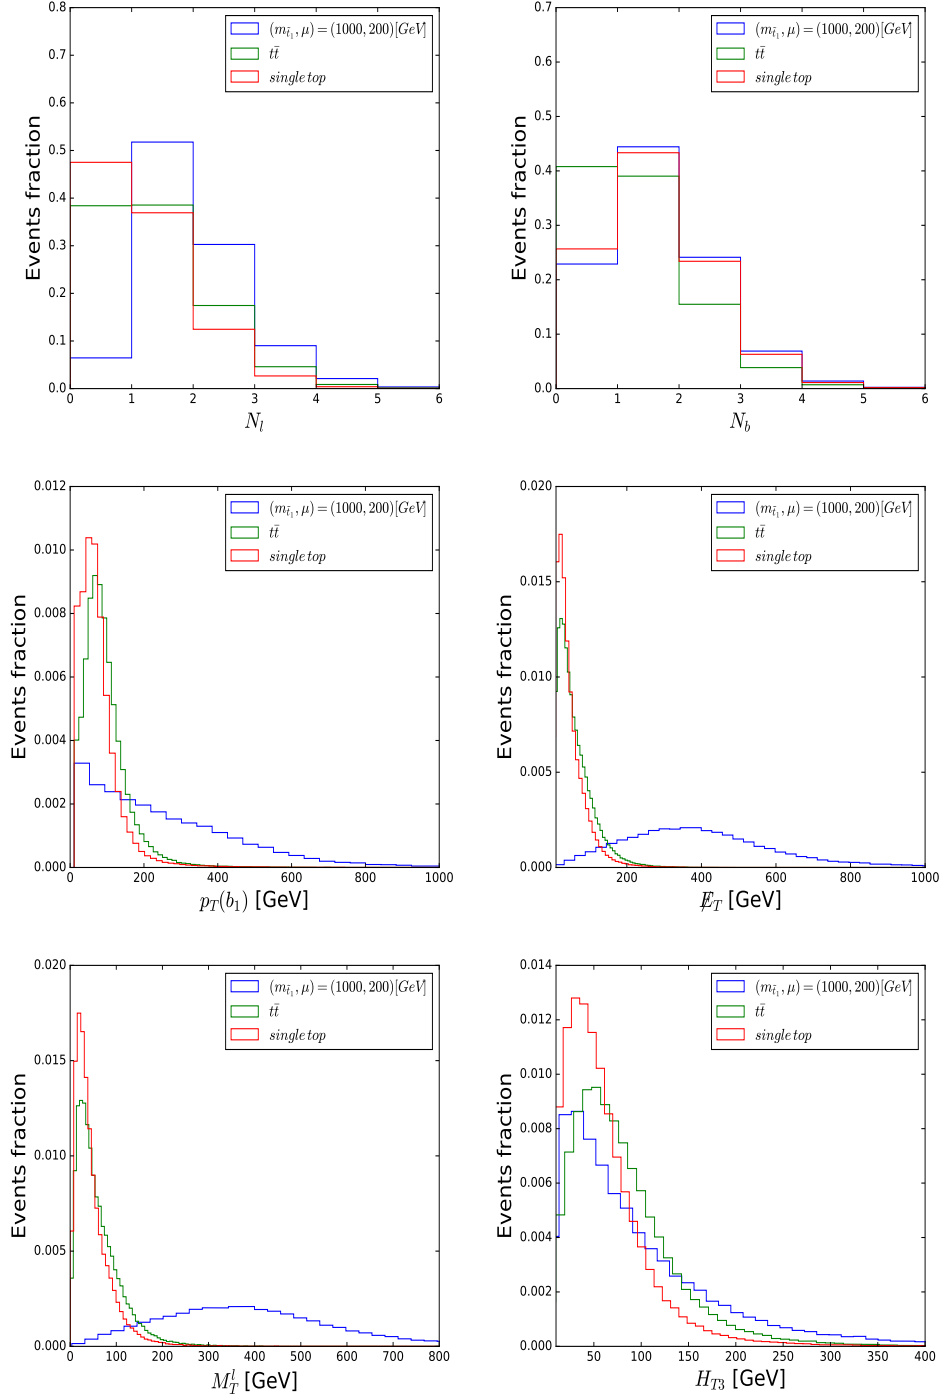 0.8
0.7
0.6
0.5
0.4
0.3
0.2
0.1
0.0
Events fraction
(m_{t̃_1}, μ) = (1000, 200)[GeV]
tt̄
single top
0 1 2 3 4 5 6
N_l
0.7
0.6
0.5
0.4
0.3
0.2
0.1
0.0
Events fraction
(m_{t̃_1}, μ) = (1000, 200)[GeV]
tt̄
single top
0 1 2 3 4 5 6
N_b
0.012
0.010
0.008
0.006
0.004
0.002
0.000
Events fraction
(m_{t̃_1}, μ) = (1000, 200)[GeV]
tt̄
single top
0 200 400 600 800 1000
p_T(b_1) [GeV]
0.020
0.015
0.010
0.005
0.000
Events fraction
(m_{t̃_1}, μ) = (1000, 200)[GeV]
tt̄
single top
200 400 600 800 1000
E̸_T [GeV]
0.020
0.015
0.010
0.005
0.000
Events fraction
(m_{t̃_1}, μ) = (1000, 200)[GeV]
tt̄
single top
0 100 200 300 400 500 600 700 800
M_T^l [GeV]
0.014
0.012
0.010
0.008
0.006
0.004
0.002
0.000
Events fraction
(m_{t̃_1}, μ) = (1000, 200)[GeV]
tt̄
single top
50 100 150 200 250 300 350 400
H_{T3} [GeV]